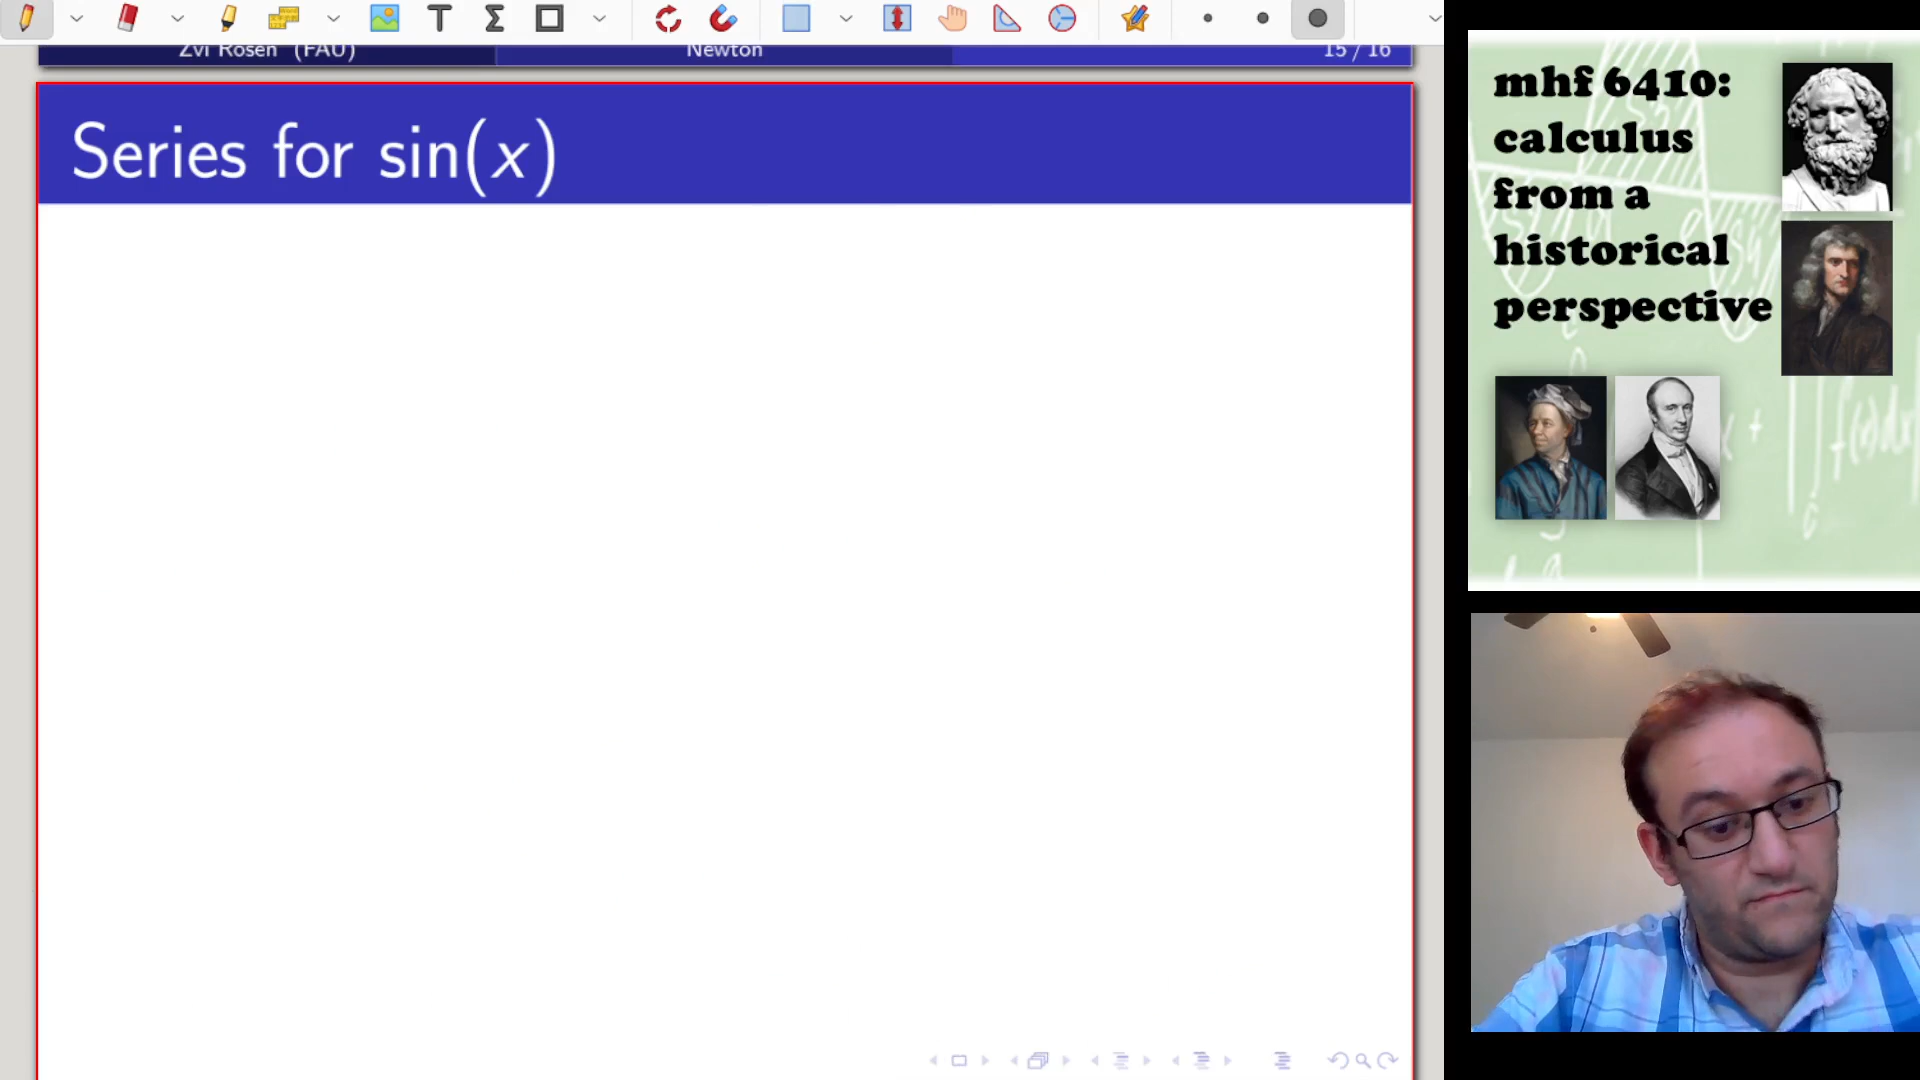 Zvi Rosen (FAU)
Newton
15 / 16
Series for sin(x)
mhf 6410:
calculus
from a
historical
perspective